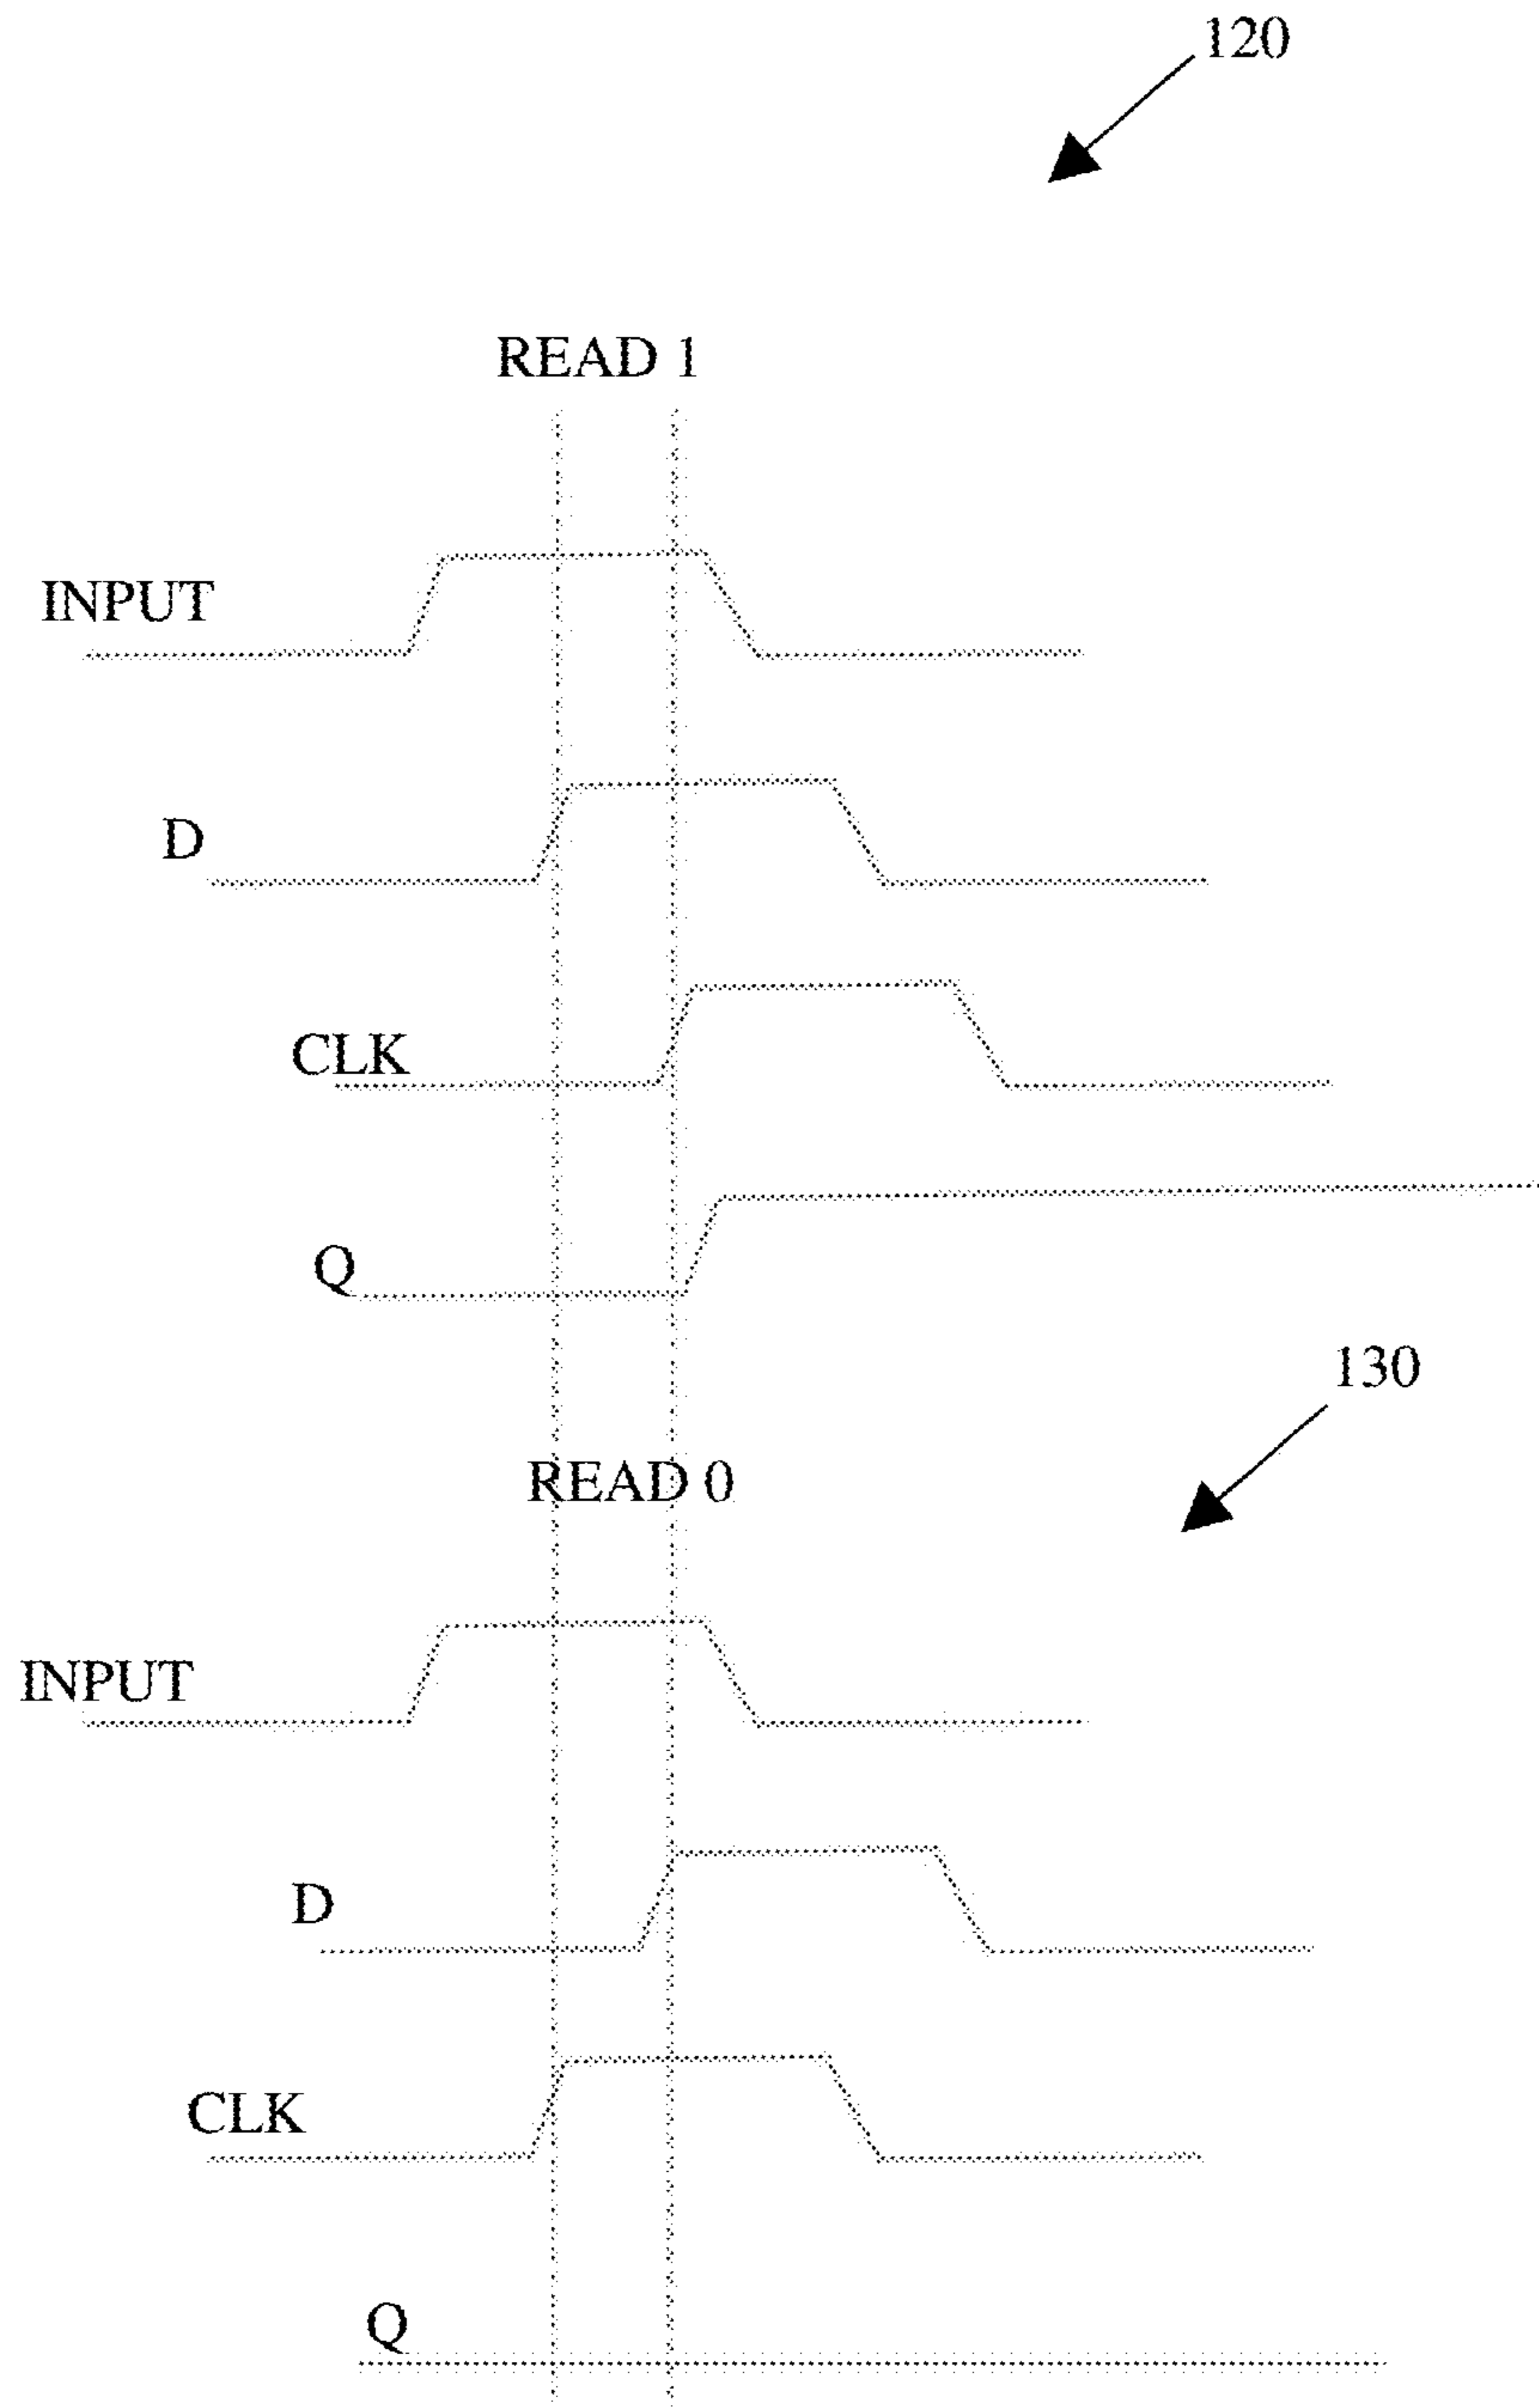 120
READ 1
INPUT
D
CLK
Q
130
READ 0
INPUT
D
CLK
Q